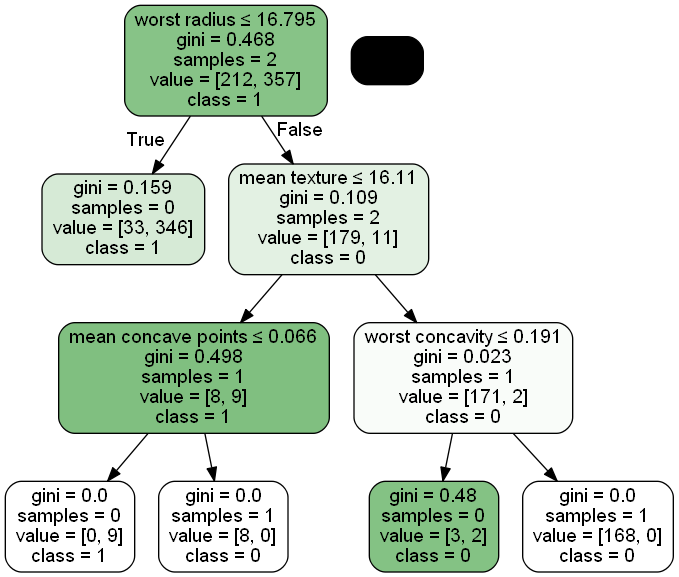 worst radius ≤ 16.795
gini = 0.468
samples = 2
value = [212, 357]
class = 1
True
False
gini = 0.159
samples = 0
value = [33, 346]
class = 1
mean texture ≤ 16.11
gini = 0.109
samples = 2
value = [179, 11]
class = 0
mean concave points ≤ 0.066
gini = 0.498
samples = 1
value = [8, 9]
class = 1
worst concavity ≤ 0.191
gini = 0.023
samples = 1
value = [171, 2]
class = 0
gini = 0.0
samples = 0
value = [0, 9]
class = 1
gini = 0.0
samples = 1
value = [8, 0]
class = 0
gini = 0.48
samples = 0
value = [3, 2]
class = 0
gini = 0.0
samples = 1
value = [168, 0]
class = 0